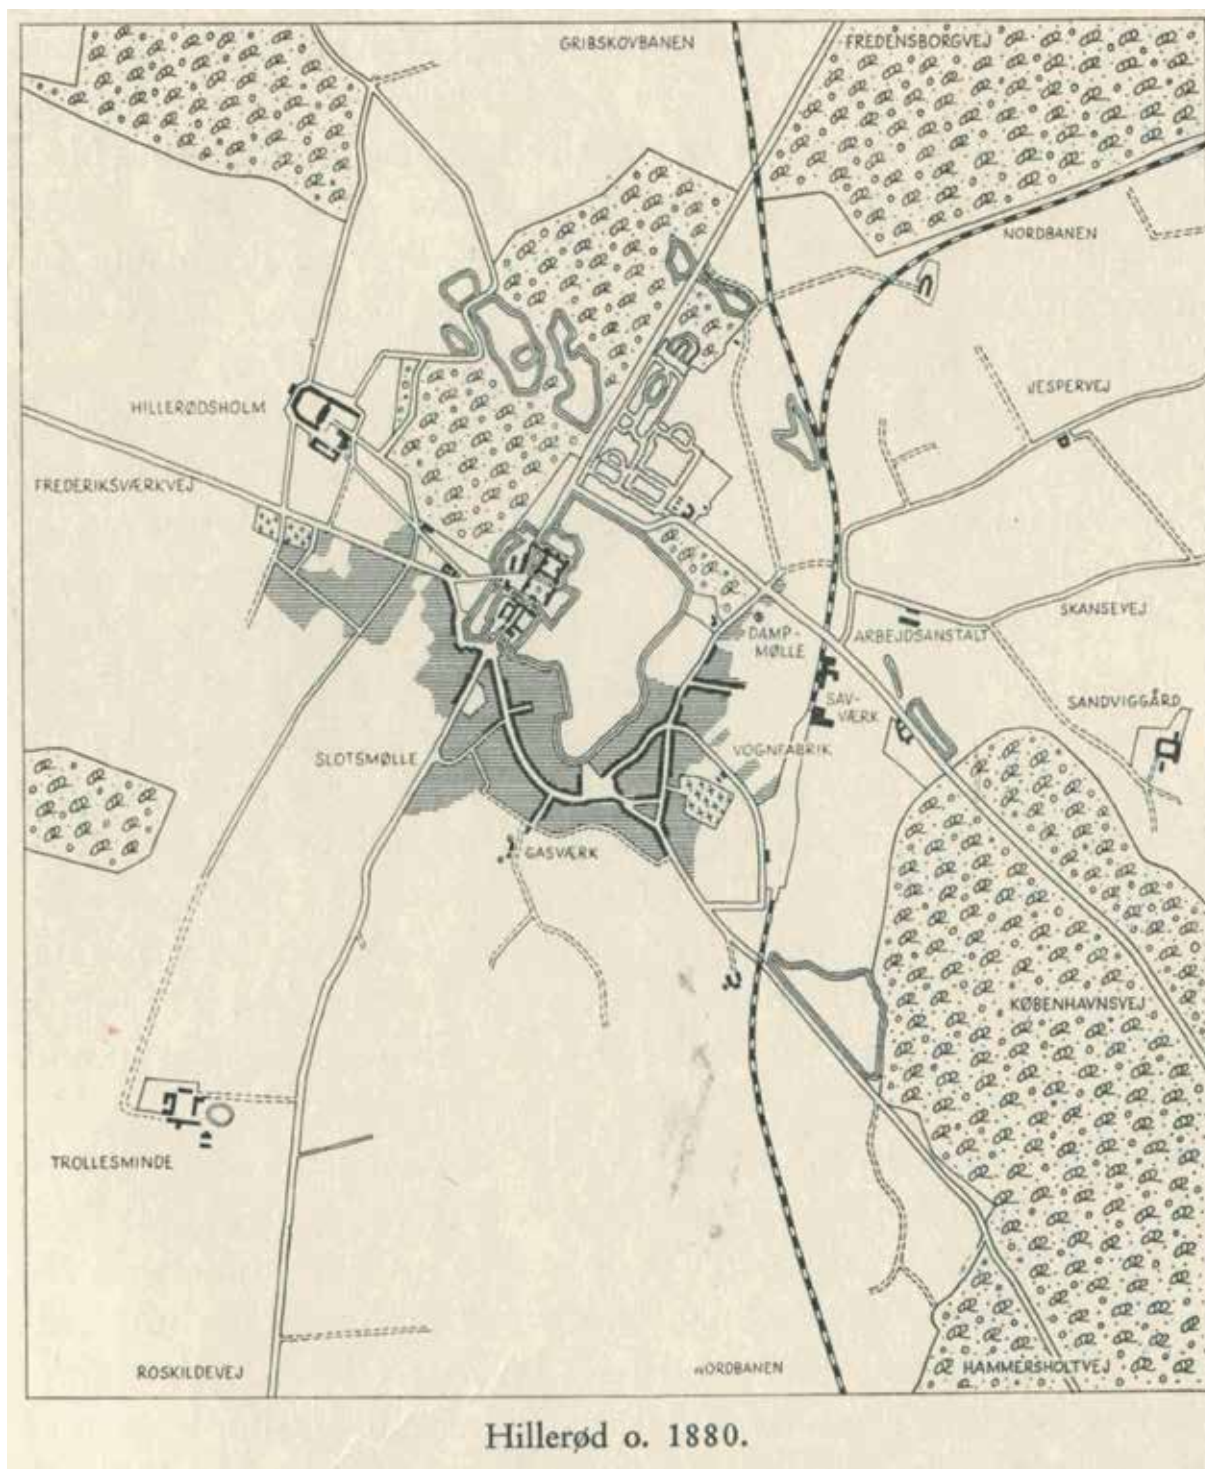 GRIBSKOVBANEN
FREDENSBORGVEJ
NORDBANEN
JESPERVEJ
HILLERØDSHOLM
FREDERIKSVÆRKVEJ
SKANSEVEJ
DAMP-
MØLLE
ARBEJDSANSTALT
SANDVIGGÅRD
SAV-
VÆRK
SLOTSMØLLE
VOGNFABRIK
GASVÆRK
KØBENHAVNSVEJ
TROLLESMINDE
ROSKILDEVEJ
NORDBANEN
HAMMERSHOLTVEJ
Hillerød o. 1880.